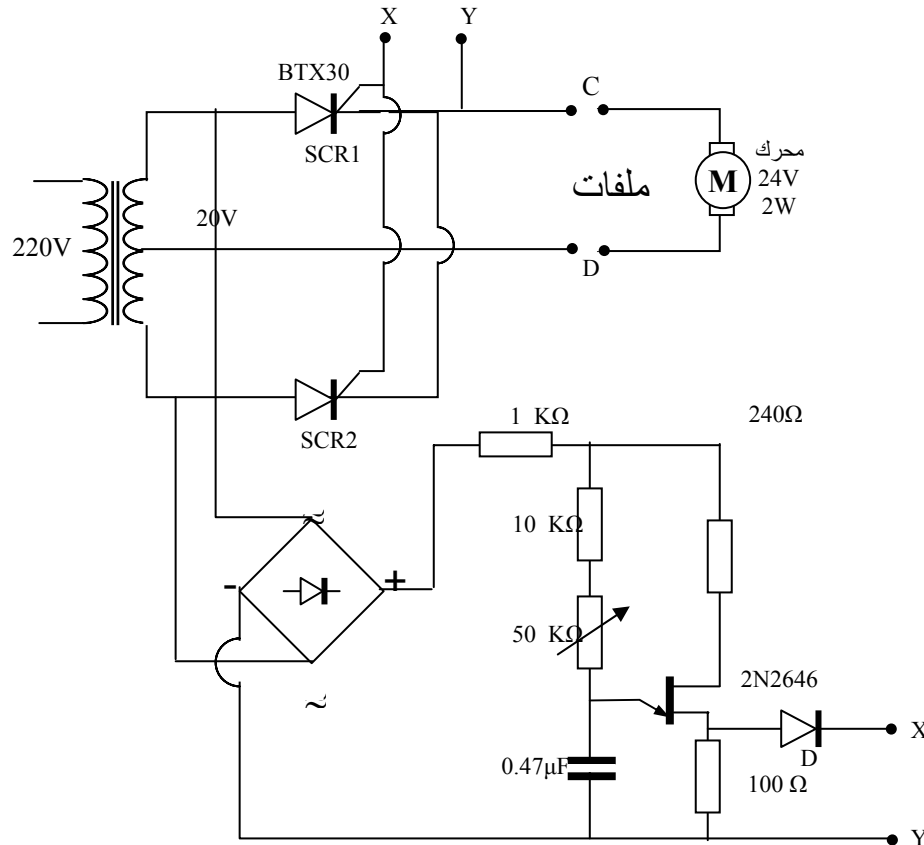 X
Y
BTX30
SCR1
C
محرك
24V
2W
M
ملفات
20V
220V
D
SCR2
1 KΩ
240Ω
10 KΩ
~
-
+
50 KΩ
2N2646
~
X
D
0.47µF
100 Ω
Y